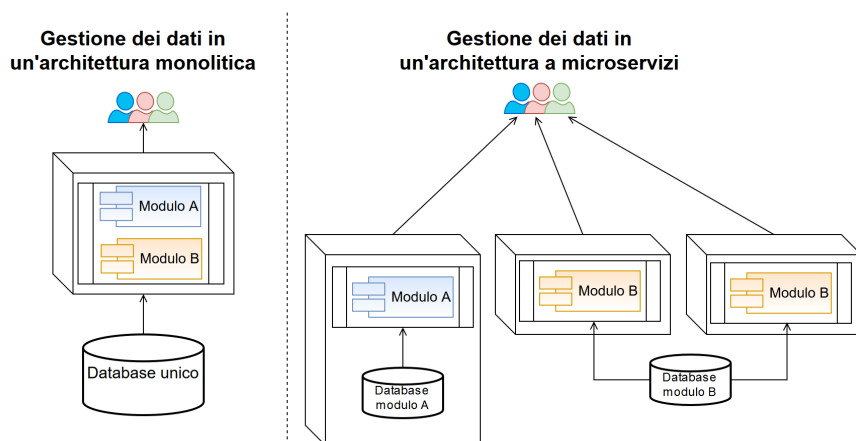 Gestione dei dati in
un'architettura monolitica
Modulo A
Modulo B
Database unico
Gestione dei dati in
un'architettura a microservizi
Modulo A
Modulo B
Modulo B
Database
modulo A
Database
modulo B